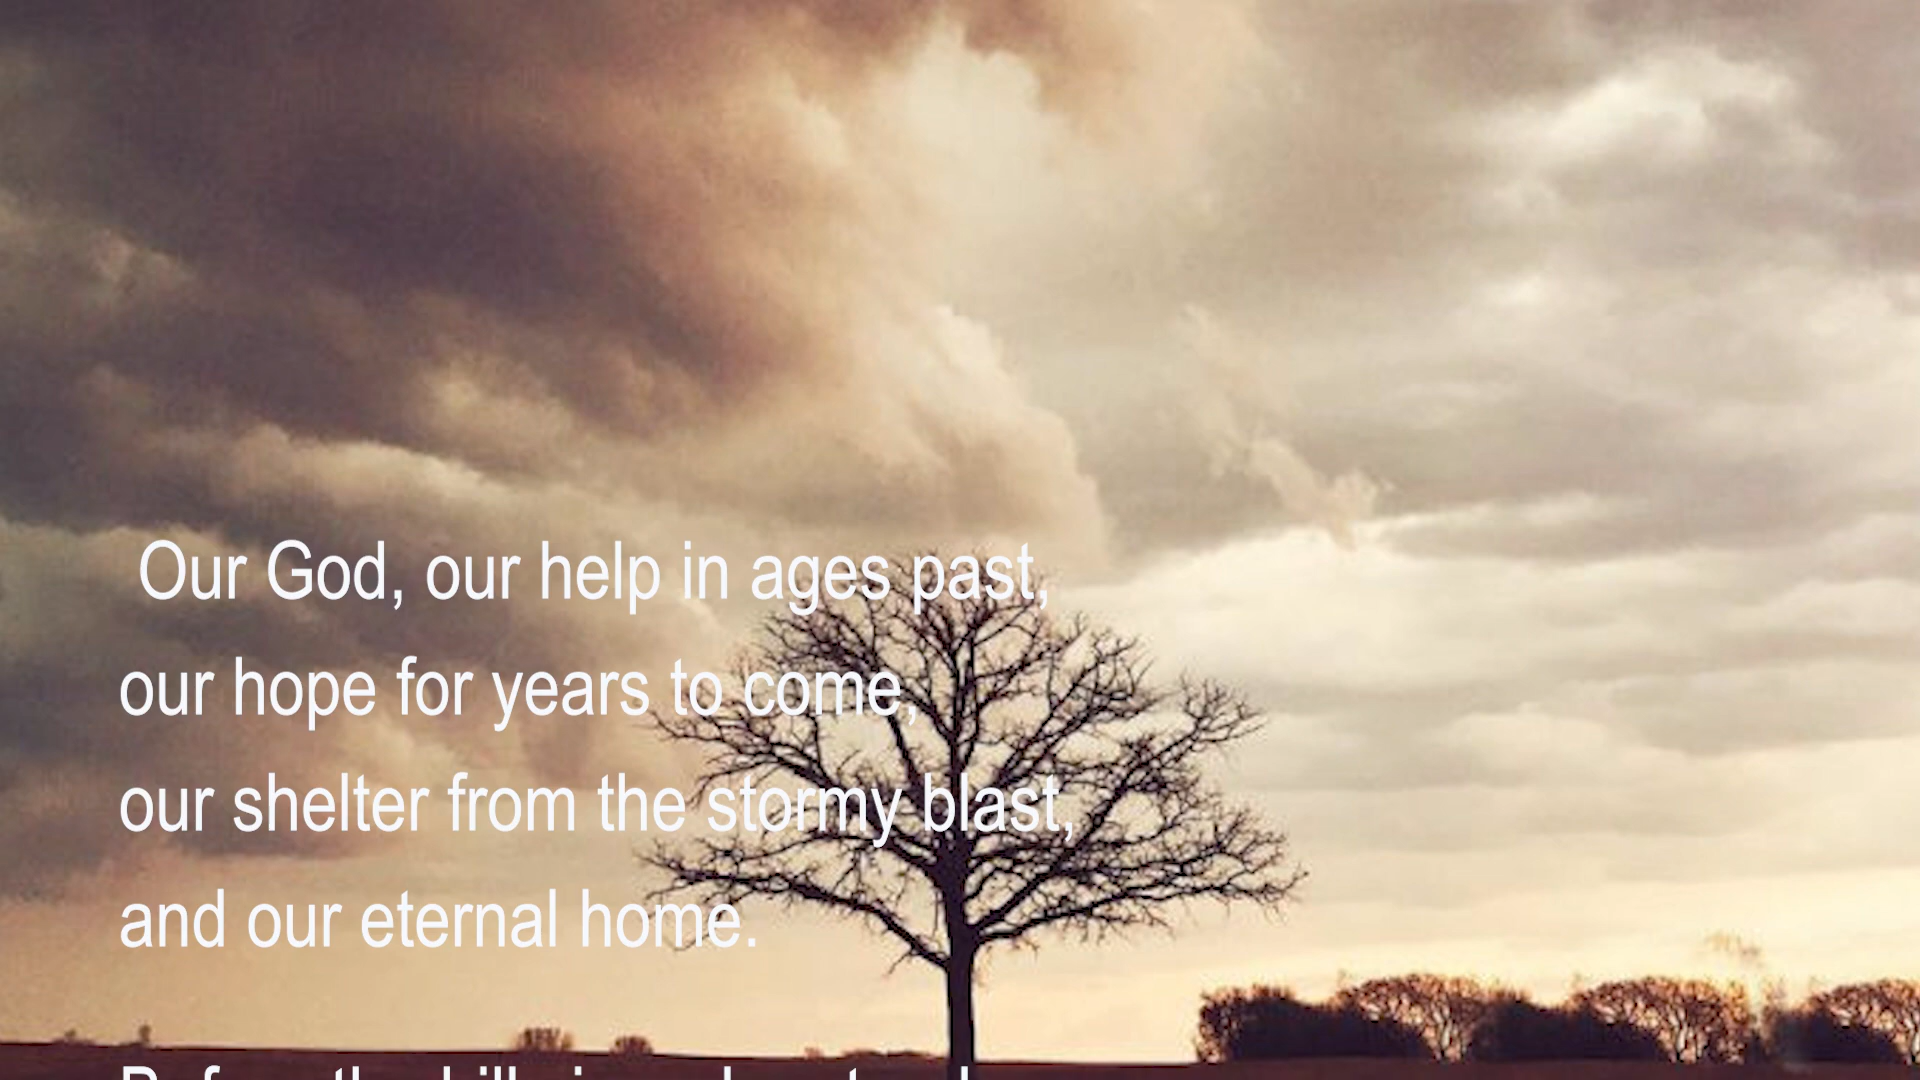 Our God, our help in ages past,
our hope for years to come,
our shelter from the stormy blast,
and our eternal home.